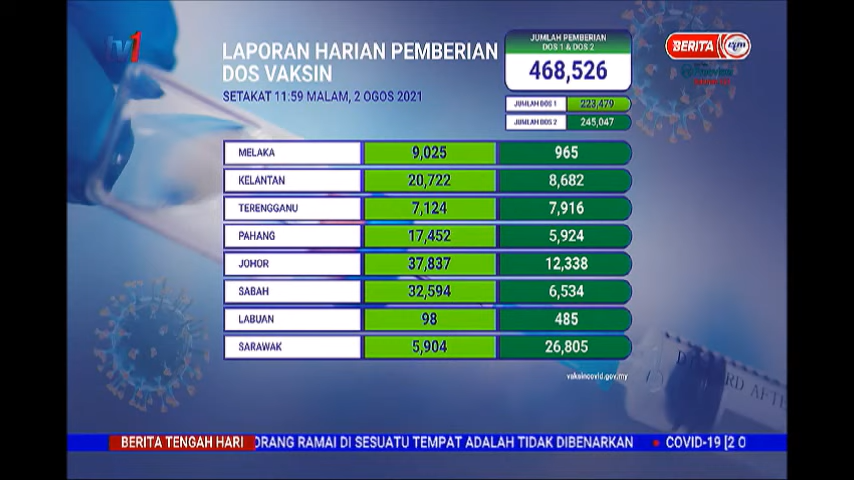 tv1
LAPORAN HARIAN PEMBERIAN
DOS VAKSIN
SETAKAT 11:59 MALAM, 2 OGOS 2021
JUMLAH PEMBERIAN
DOS 1 & DOS 2
468,526
JUMLAH DOS 1 223,479
JUMLAH DOS 2 245,047
BERITA rtm
MELAKA 9,025 965
KELANTAN 20,722 8,682
TERENGGANU 7,124 7,916
PAHANG 17,452 5,924
JOHOR 37,837 12,338
SABAH 32,594 6,534
LABUAN 98 485
SARAWAK 5,904 26,805
vaksincovid.gov.my
BERITA TENGAH HARI ORANG RAMAI DI SESUATU TEMPAT ADALAH TIDAK DIBENARKAN • COVID-19 [2 O